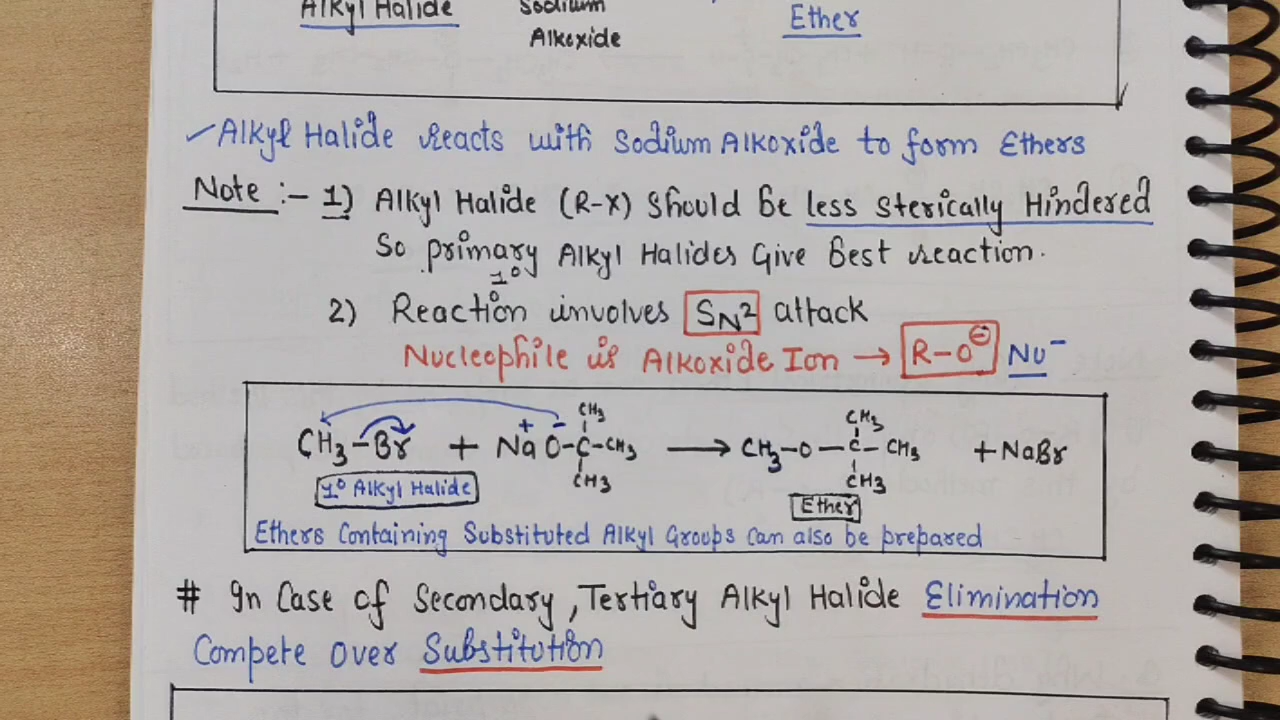 Alkyl Halide Sodium Alkoxide Ether
✓Alkyl Halide reacts with Sodium Alkoxide to form Ethers
Note :- 1) Alkyl Halide (R-X) should be less sterically Hindered
So primary Alkyl Halides Give Best reaction.
1°
2) Reaction involves SN2 attack
Nucleophile is Alkoxide Ion → R-O⊖ Nu⁻
CH3
CH3-Br + Na⁺ O⁻-C-CH3 ⟶ CH3-O-C-CH3 + NaBr
CH3 CH3
1° Alkyl Halide Ether
Ethers Containing Substituted Alkyl Groups Can also be prepared
# In Case of Secondary, Tertiary Alkyl Halide Elimination
Compete over Substitution